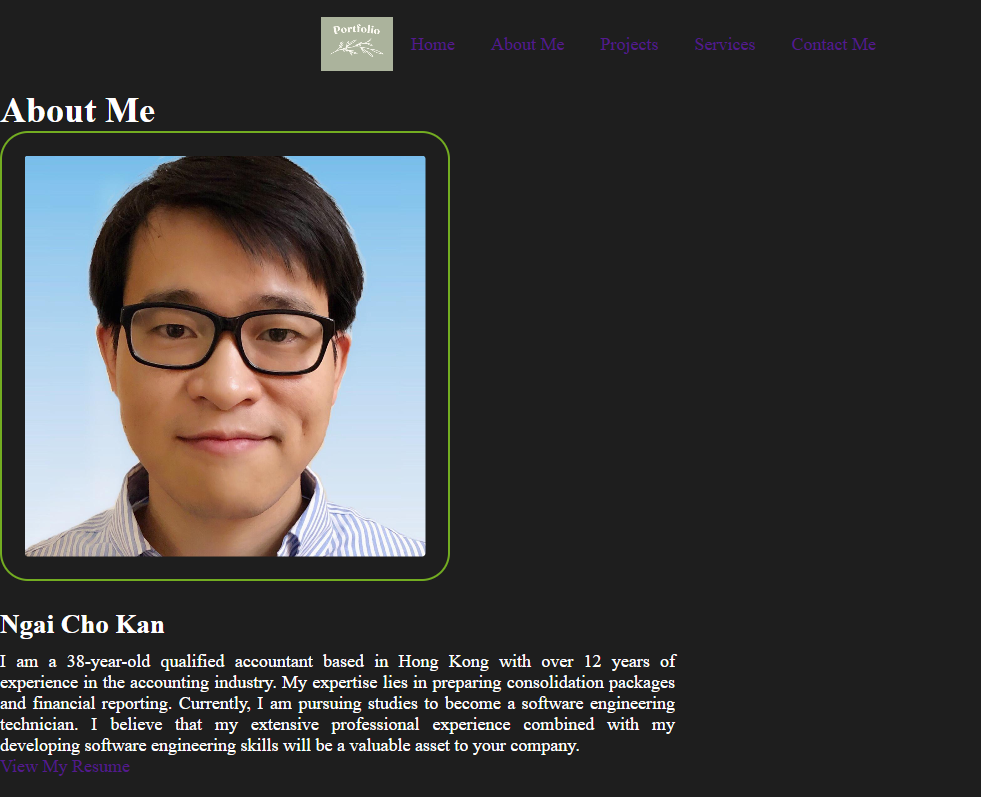 Portfolio
Home About Me Projects Services Contact Me
About Me
Ngai Cho Kan
I am a 38-year-old qualified accountant based in Hong Kong with over 12 years of
experience in the accounting industry. My expertise lies in preparing consolidation packages
and financial reporting. Currently, I am pursuing studies to become a software engineering
technician. I believe that my extensive professional experience combined with my
developing software engineering skills will be a valuable asset to your company.
View My Resume